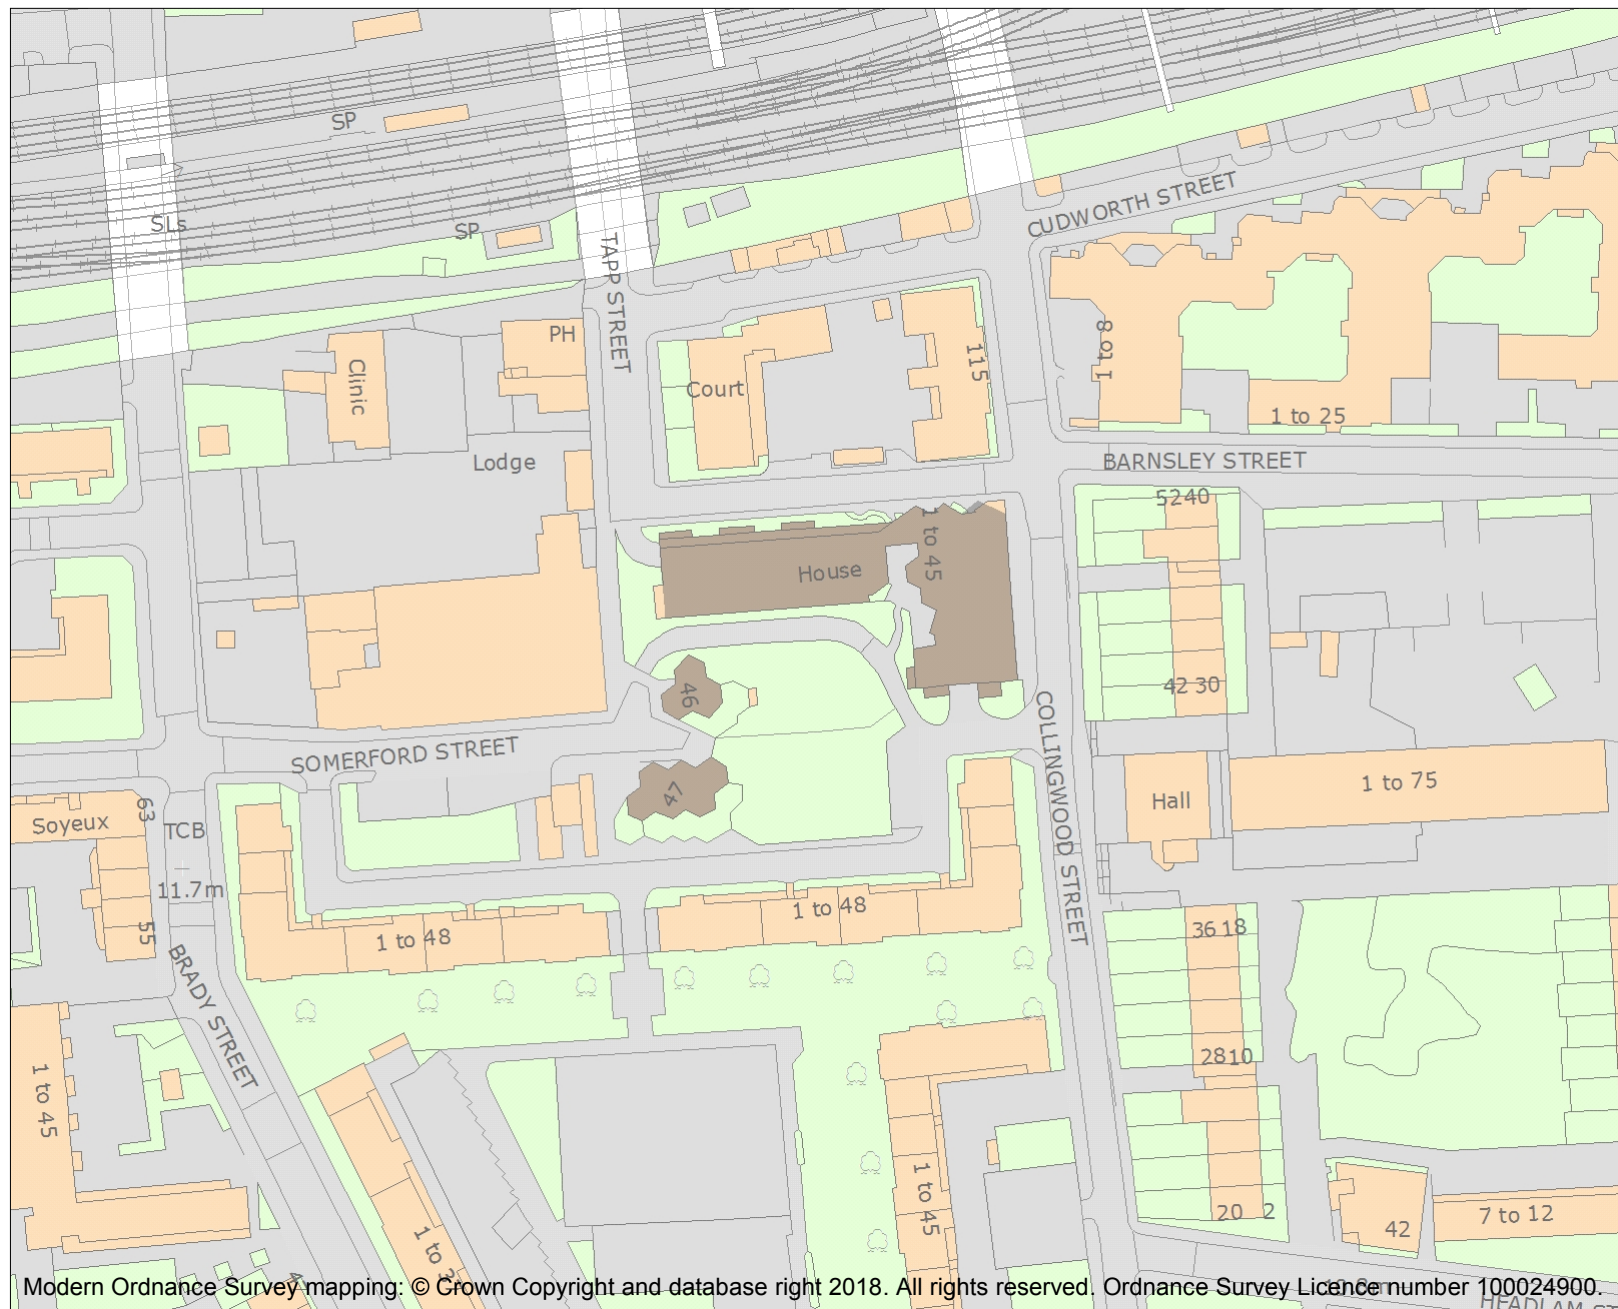 SP
SLs
SP
TAPP STREET
CUDWORTH STREET
PH
Clinic
Court
115
1 to 8
1 to 25
Lodge
BARNSLEY STREET
5240
1 to 45
House
46
42 30
COLLINGWOOD STREET
SOMERFORD STREET
47
Hall
1 to 75
63
Soyeux
TCB
11.7m
55
1 to 48
1 to 48
36 18
BRADY STREET
2810
1 to 45
1 to 45
20 2
42
7 to 12
Modern Ordnance Survey mapping: © Crown Copyright and database right 2018. All rights reserved. Ordnance Survey Licence number 100024900.